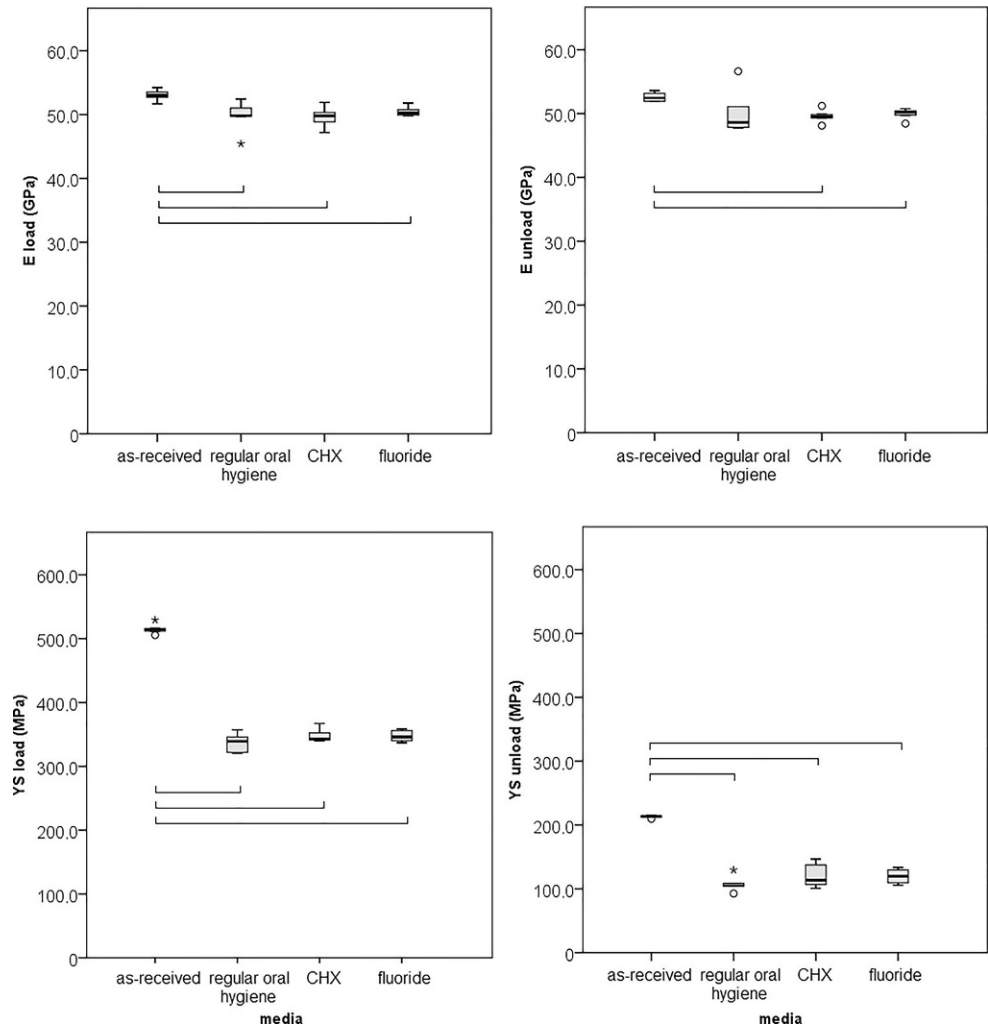 E load (GPa)
60.0
50.0
40.0
30.0
20.0
10.0
0
*
as-received regular oral CHX fluoride
hygiene
E unload (GPa)
60.0
50.0
40.0
30.0
20.0
10.0
0
as-received regular oral CHX fluoride
hygiene
YS load (MPa)
600.0
500.0
400.0
300.0
200.0
100.0
0
*
as-received regular oral CHX fluoride
hygiene
media
YS unload (MPa)
600.0
500.0
400.0
300.0
200.0
100.0
0
*
as-received regular oral CHX fluoride
hygiene
media